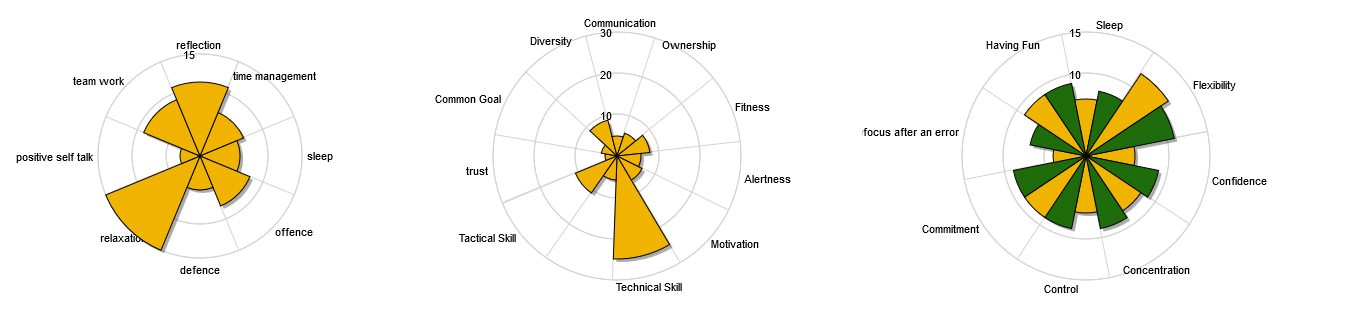 reflection
15
team work
time management
positive self talk
sleep
relaxation
offence
defence
Communication
30
Diversity
Ownership
20
Common Goal
Fitness
10
trust
Alertness
Tactical Skill
Motivation
Technical Skill
Sleep
15
Having Fun
10
Flexibility
focus after an error
Confidence
Commitment
Concentration
Control